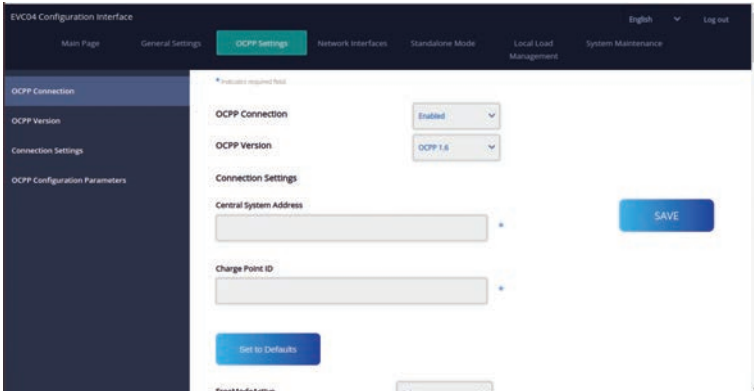 EVC04 Configuration Interface
English
Log out
Main Page
General Settings
OCPP Settings
Network Interfaces
Standalone Mode
Local Load
Management
System Maintenance
OCPP Connection
OCPP Version
Connection Settings
OCPP Configuration Parameters
* Indicates required field.
OCPP Connection
Enabled
OCPP Version
OCPP 1.6
Connection Settings
Central System Address
*
SAVE
Charge Point ID
*
Set to Defaults
FreeModeActive